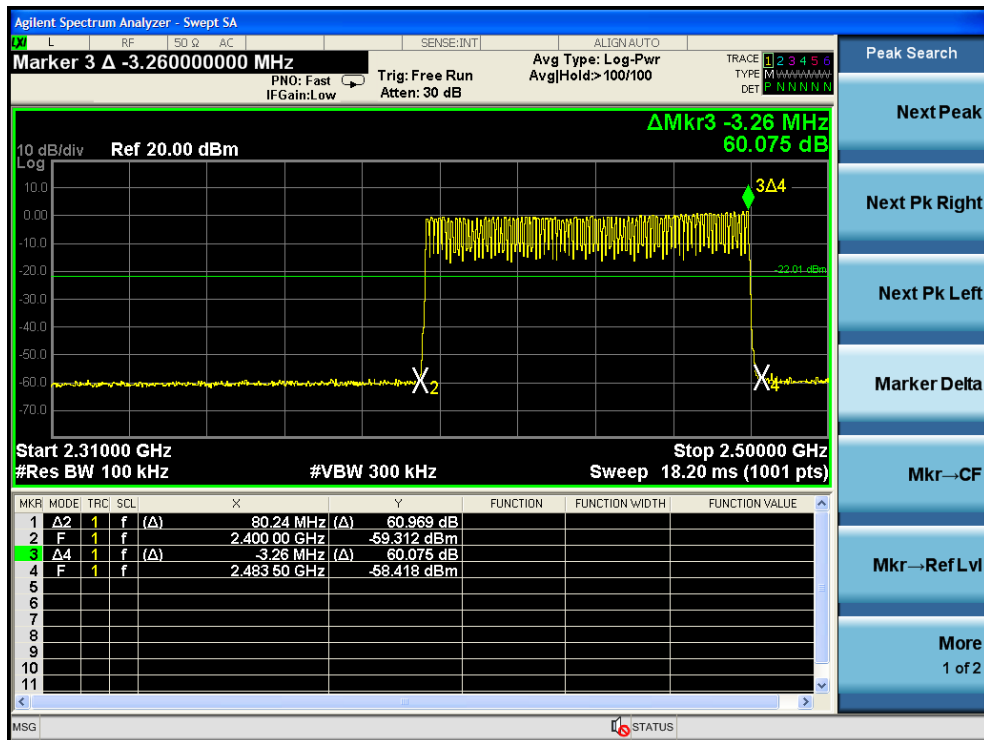 Agilent Spectrum Analyzer - Swept SA
LXI L RF 50 Ω AC SENSE:INT ALIGNAUTO
Marker 3 Δ -3.260000000 MHz
PNO: Fast
IFGain:Low
Trig: Free Run
Atten: 30 dB
Avg Type: Log-Pwr
Avg|Hold:>100/100
TRACE 1 2 3 4 5 6
TYPE M
DET P N N N N N
Peak Search
Next Peak
Next Pk Right
Next Pk Left
Marker Delta
Mkr→CF
Mkr→Ref Lvl
More
1 of 2
ΔMkr3 -3.26 MHz
60.075 dB
10 dB/div Ref 20.00 dBm
Log
10.0
0.00
-10.0
-20.0
-30.0
-40.0
-50.0
-60.0
-70.0
3Δ4
-22.01 dBm
2
4
Start 2.31000 GHz Stop 2.50000 GHz
#Res BW 100 kHz #VBW 300 kHz Sweep 18.20 ms (1001 pts)
MKR MODE TRC SCL X Y FUNCTION FUNCTION WIDTH FUNCTION VALUE
1 Δ2 1 f (Δ) 80.24 MHz (Δ) 60.969 dB
2 F 1 f 2.400 00 GHz -59.312 dBm
3 Δ4 1 f (Δ) -3.26 MHz (Δ) 60.075 dB
4 F 1 f 2.483 50 GHz -58.418 dBm
5
6
7
8
9
10
11
MSG STATUS